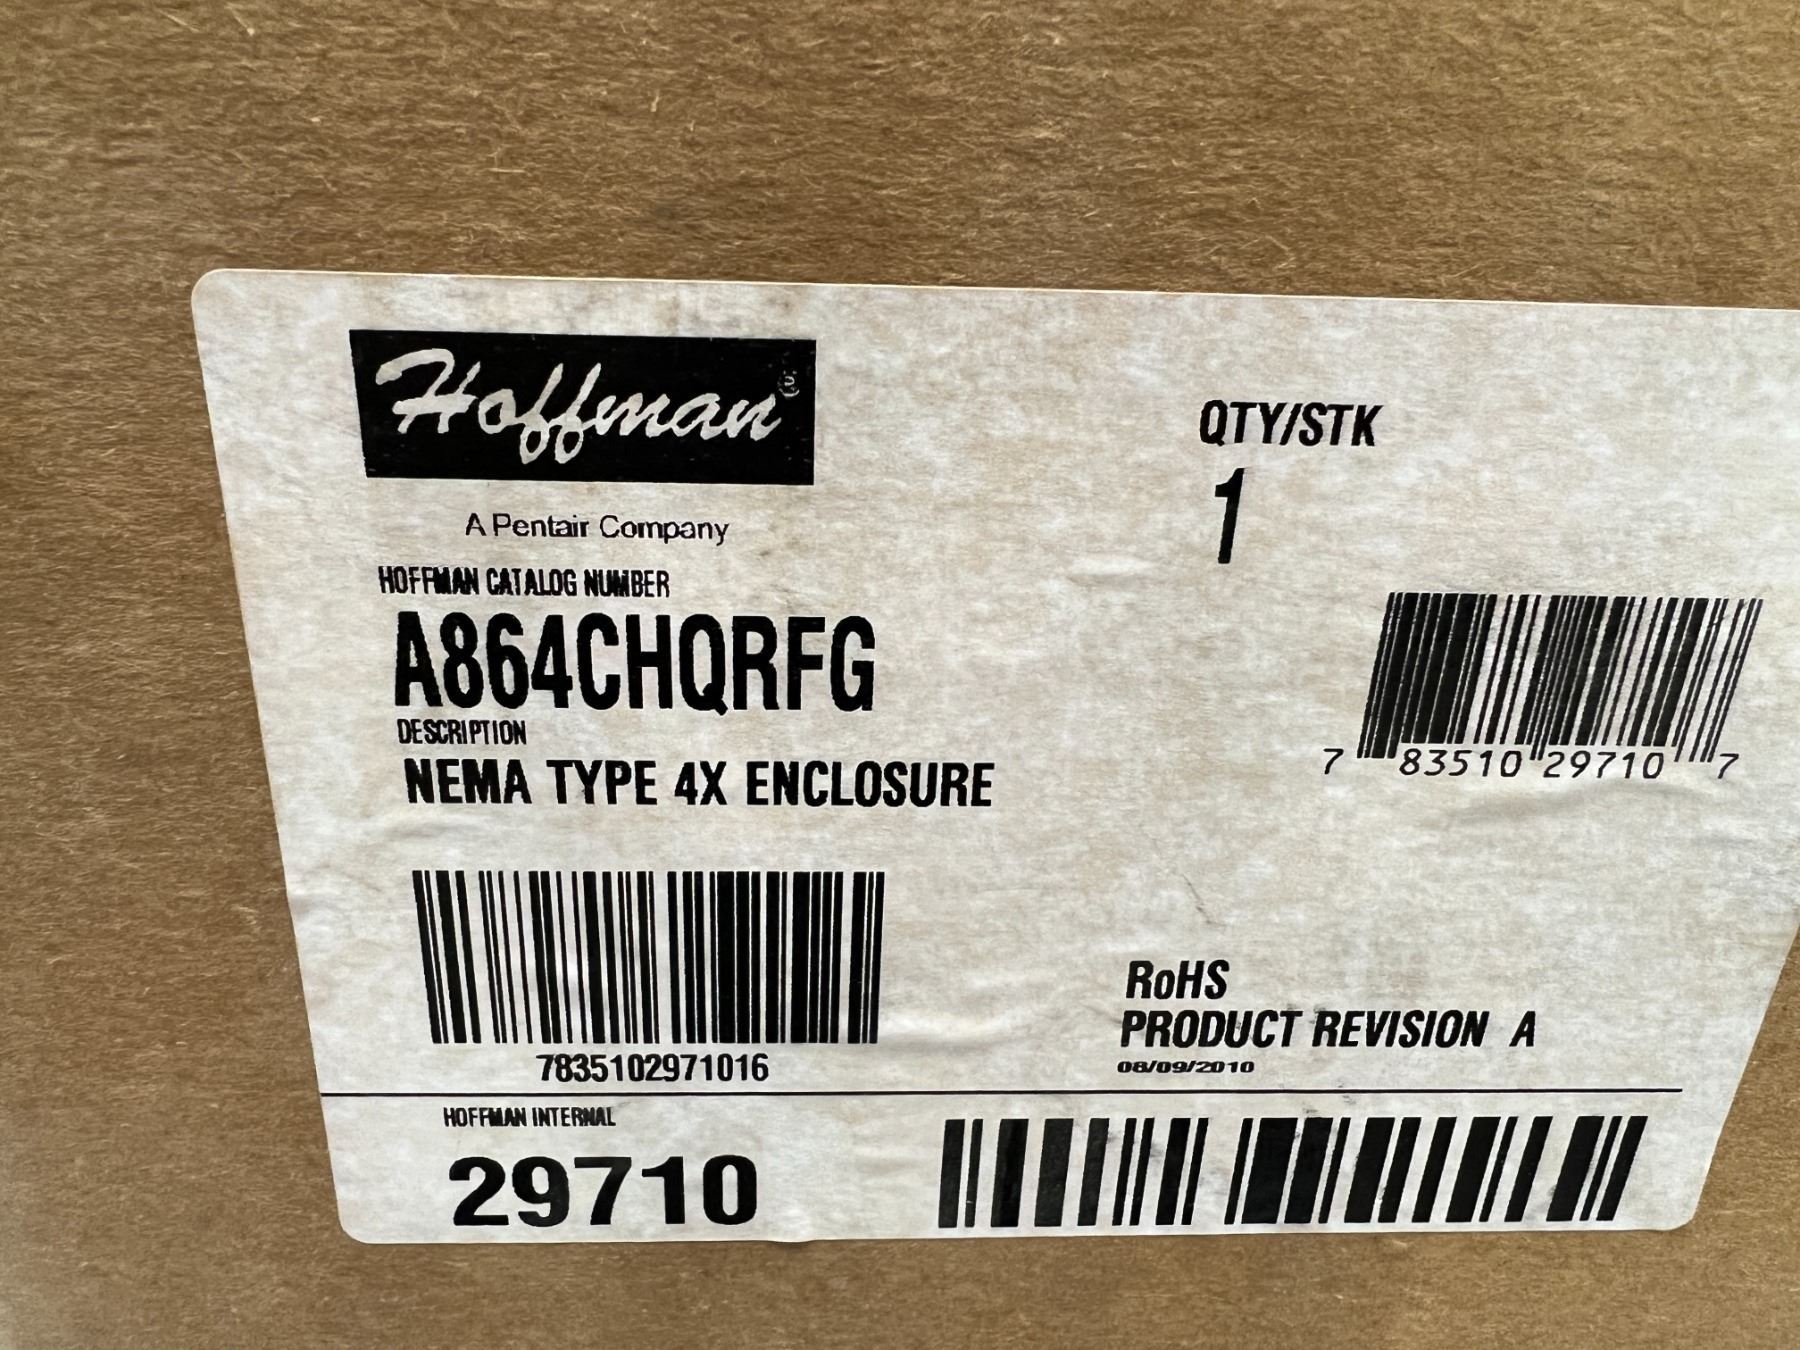 Hoffman®
A Pentair Company
HOFFMAN CATALOG NUMBER
A864CHQRFG
DESCRIPTION
NEMA TYPE 4X ENCLOSURE
7835102971016
QTY/STK
1
7 83510 29710 7
RoHS
PRODUCT REVISION A
08/09/2010
HOFFMAN INTERNAL
29710